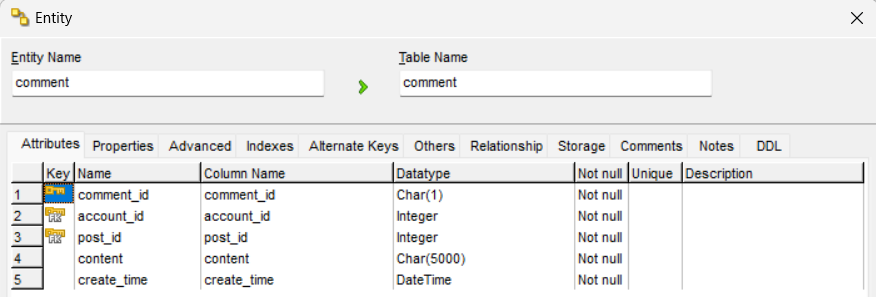 Entity
Entity Name Table Name
comment comment
Attributes Properties Advanced Indexes Alternate Keys Others Relationship Storage Comments Notes DDL
Key Name Column Name Datatype Not null Unique Description
1 comment_id comment_id Char(1) Not null
2 FK account_id account_id Integer Not null
3 FK post_id post_id Integer Not null
4 content content Char(5000) Not null
5 create_time create_time DateTime Not null